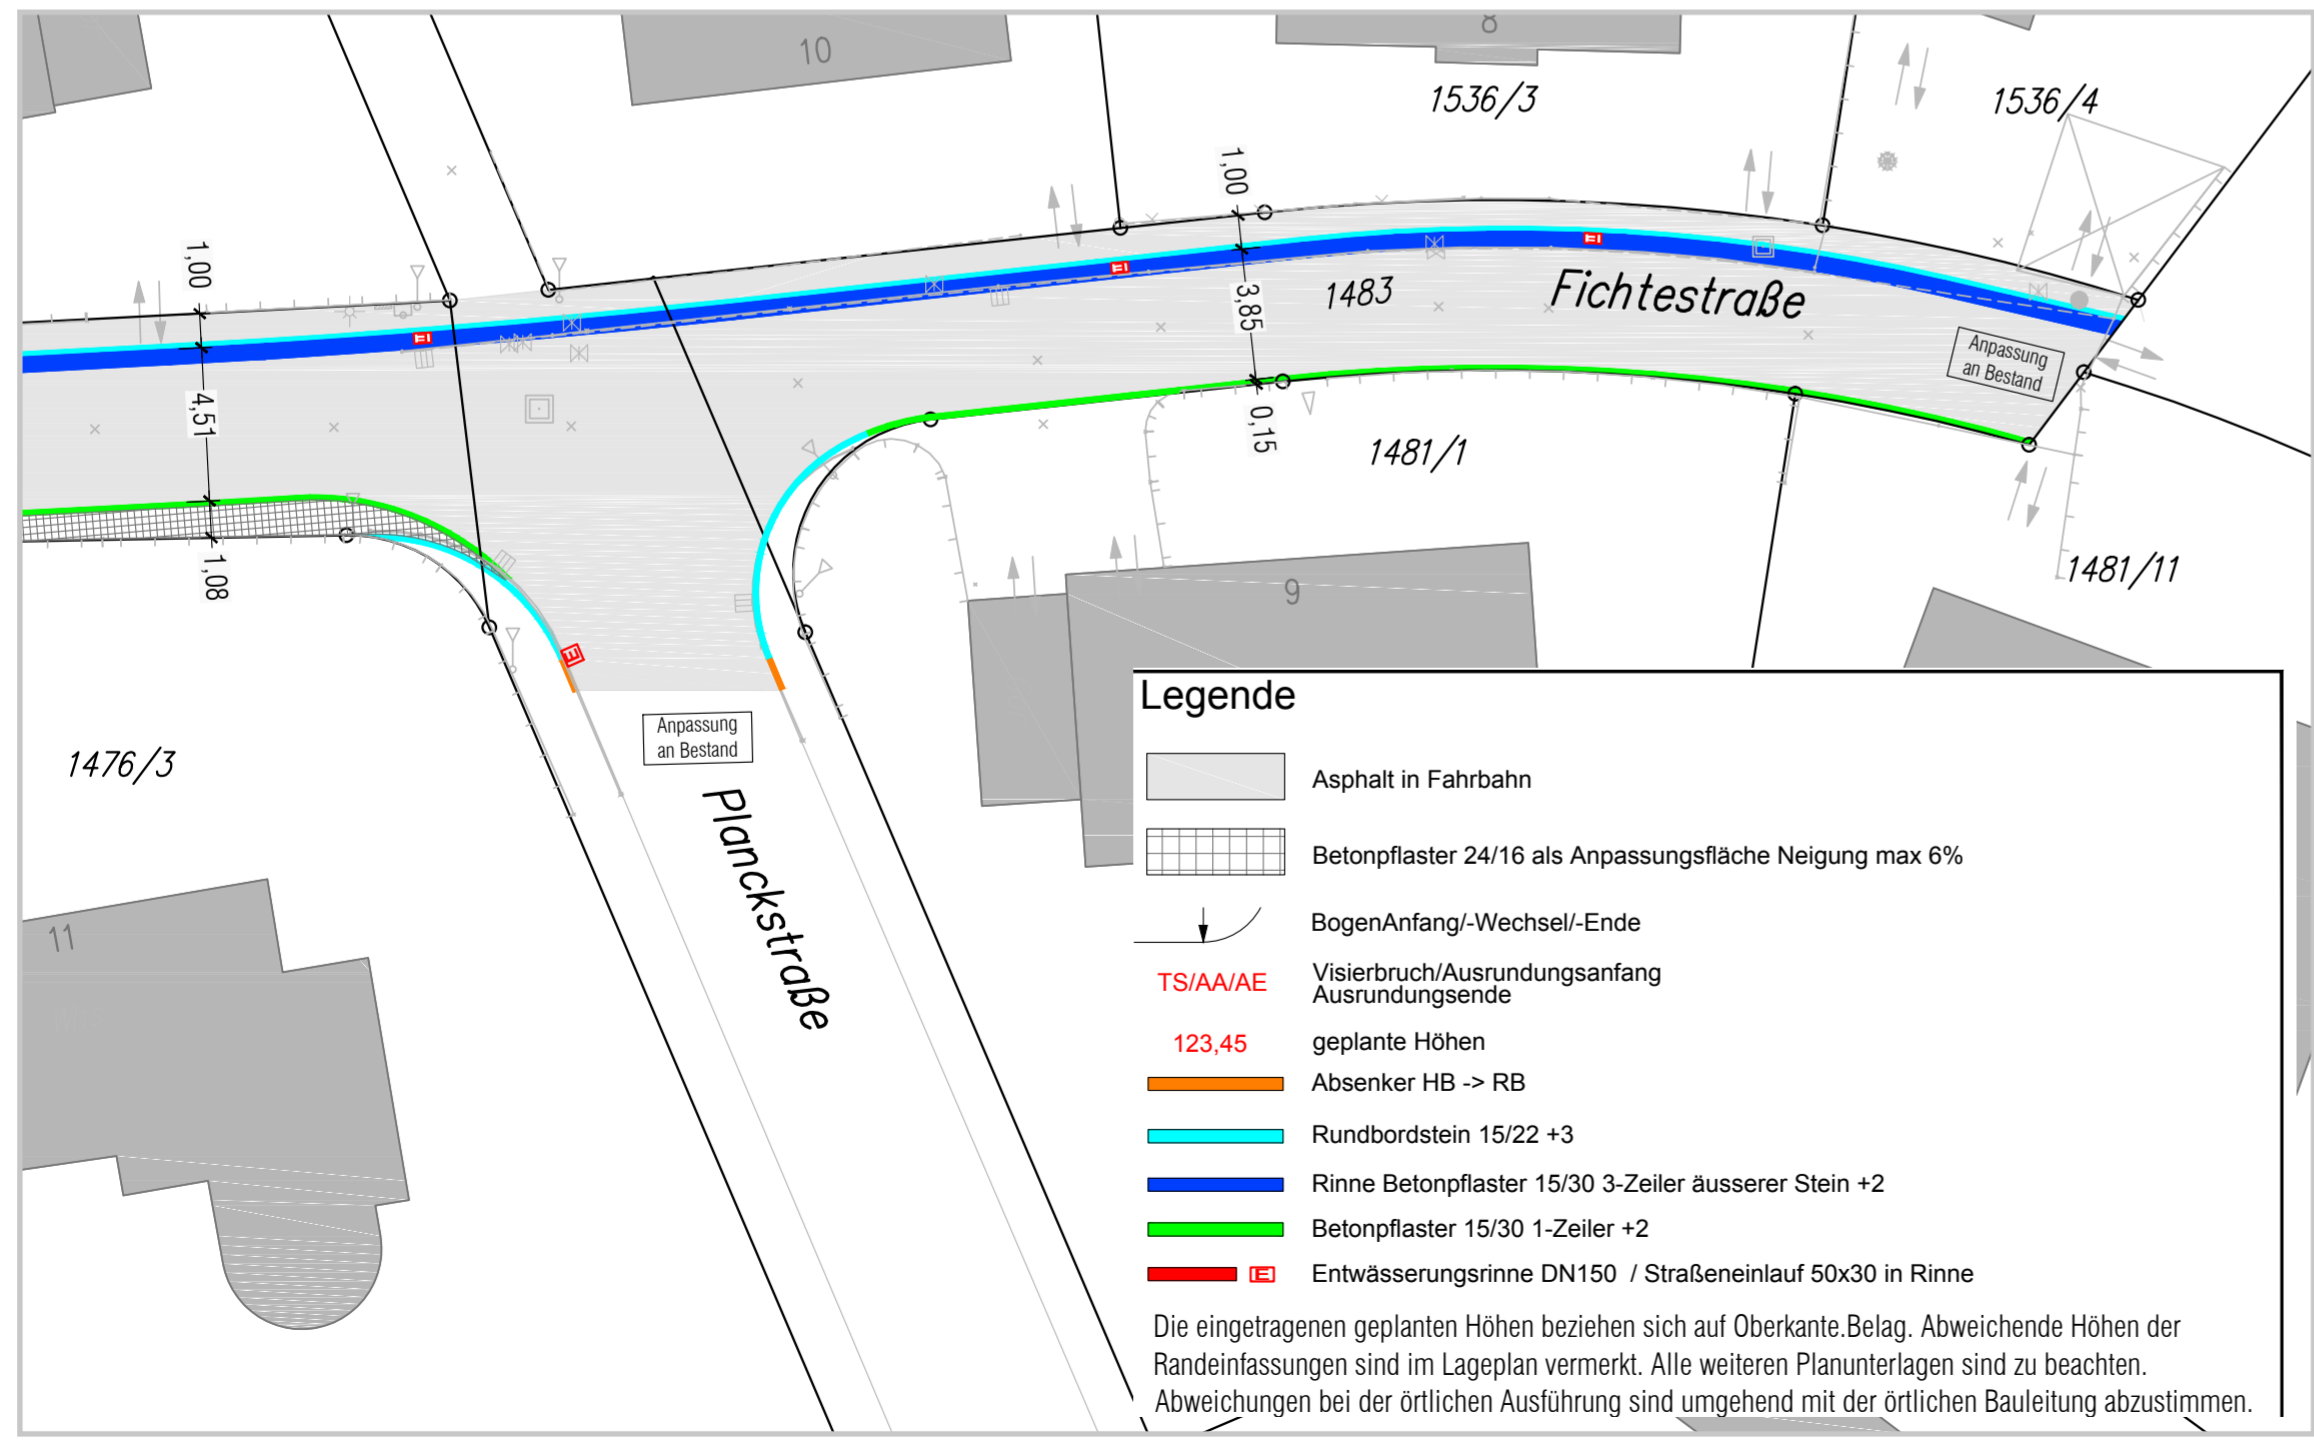 10
8
1536/3
1536/4
1,00
1,00
3,85
1483
Fichtestraße
Anpassung
an Bestand
4,51
0,15
1481/1
1,08
1481/11
9
Anpassung
an Bestand
1476/3
Planckstraße
11
Legende
Asphalt in Fahrbahn
Betonpflaster 24/16 als Anpassungsfläche Neigung max 6%
BogenAnfang/-Wechsel/-Ende
TS/AA/AE Visierbruch/Ausrundungsanfang
Ausrundungsende
123,45 geplante Höhen
Absenker HB -> RB
Rundbordstein 15/22 +3
Rinne Betonpflaster 15/30 3-Zeiler äusserer Stein +2
Betonpflaster 15/30 1-Zeiler +2
E Entwässerungsrinne DN150 / Straßeneinlauf 50x30 in Rinne
Die eingetragenen geplanten Höhen beziehen sich auf Oberkante.Belag. Abweichende Höhen der
Randeinfassungen sind im Lageplan vermerkt. Alle weiteren Planunterlagen sind zu beachten.
Abweichungen bei der örtlichen Ausführung sind umgehend mit der örtlichen Bauleitung abzustimmen.